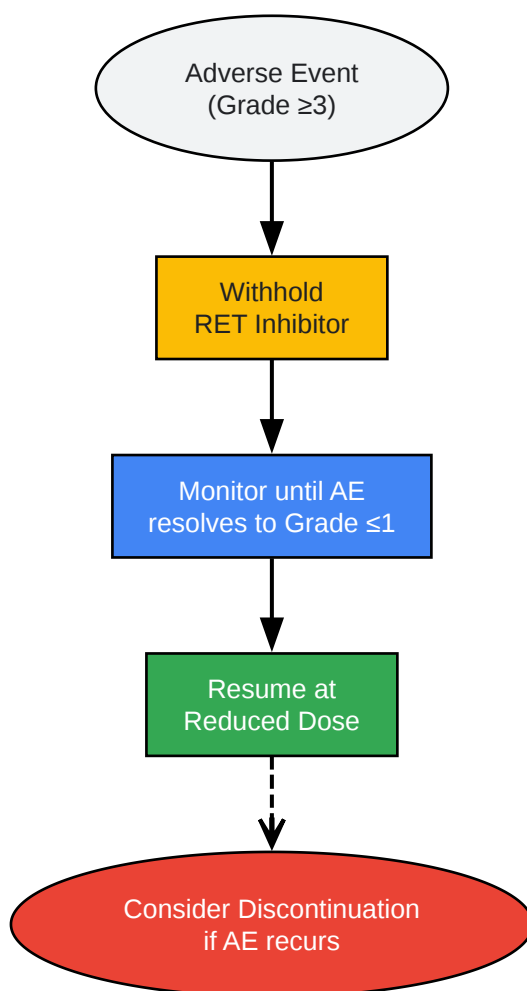 Adverse Event
(Grade ≥3)
Withhold
RET Inhibitor
Monitor until AE
resolves to Grade ≤1
Resume at
Reduced Dose
Consider Discontinuation
if AE recurs